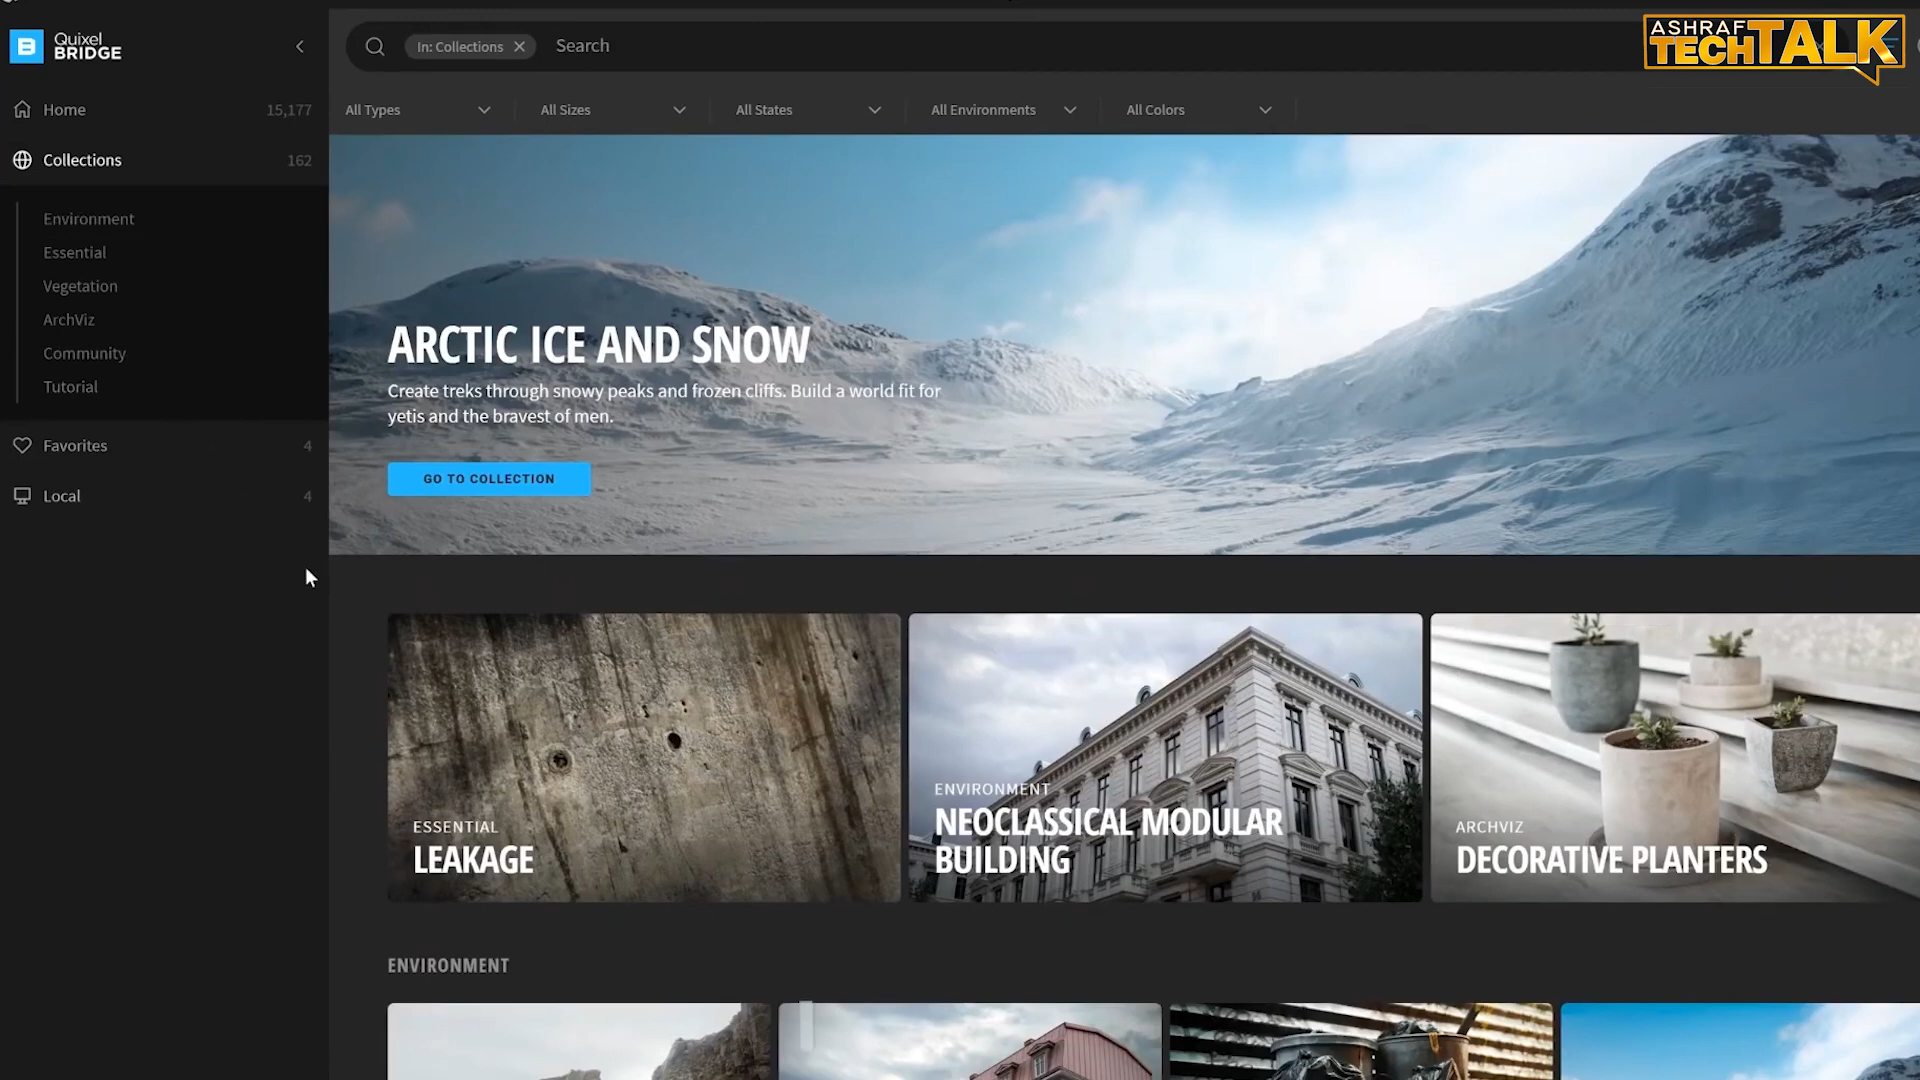 Quixel
BRIDGE
In: Collections
Search
ASHRAF
TECHTALK
Home
15,177
All Types
All Sizes
All States
All Environments
All Colors
Collections
162
Environment
Essential
Vegetation
ArchViz
Community
Tutorial
Favorites
4
Local
4
ARCTIC ICE AND SNOW
Create treks through snowy peaks and frozen cliffs. Build a world fit for
yetis and the bravest of men.
GO TO COLLECTION
ESSENTIAL
LEAKAGE
ENVIRONMENT
NEOCLASSICAL MODULAR
BUILDING
ARCHVIZ
DECORATIVE PLANTERS
ENVIRONMENT